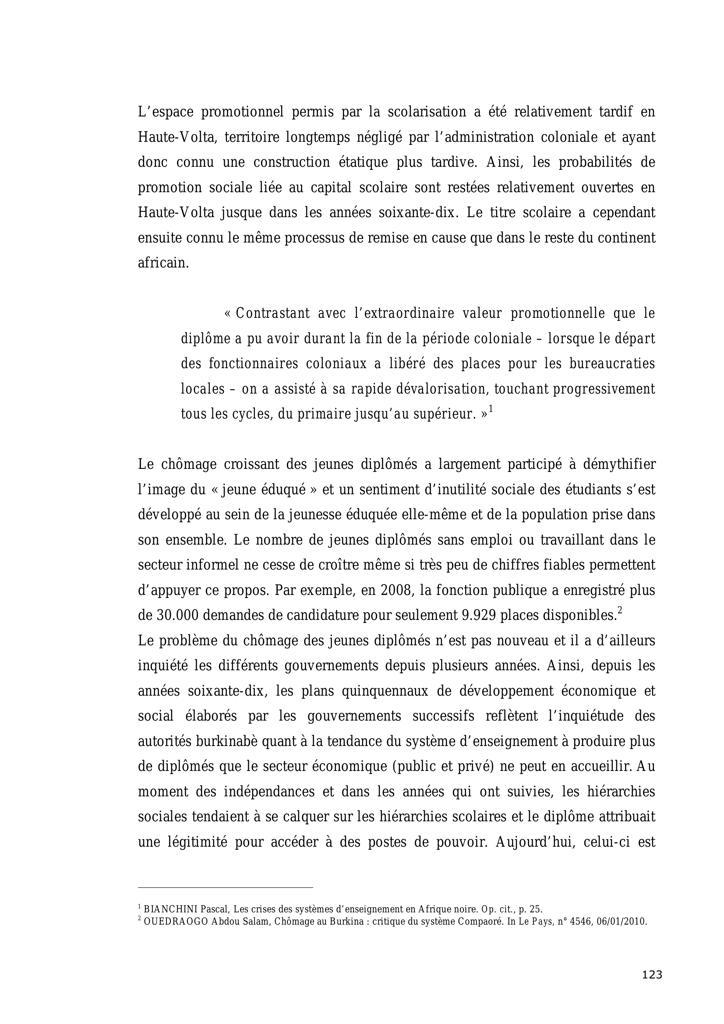 L’espace promotionnel permis par la scolarisation a été relativement tardif en
Haute-Volta, territoire longtemps négligé par l’administration coloniale et ayant
donc connu une construction étatique plus tardive. Ainsi, les probabilités de
promotion sociale liée au capital scolaire sont restées relativement ouvertes en
Haute-Volta jusque dans les années soixante-dix. Le titre scolaire a cependant
ensuite connu le même processus de remise en cause que dans le reste du continent
africain.
« Contrastant avec l’extraordinaire valeur promotionnelle que le
diplôme a pu avoir durant la fin de la période coloniale – lorsque le départ
des fonctionnaires coloniaux a libéré des places pour les bureaucraties
locales – on a assisté à sa rapide dévalorisation, touchant progressivement
tous les cycles, du primaire jusqu’au supérieur. »1
Le chômage croissant des jeunes diplômés a largement participé à démythifier
l’image du « jeune éduqué » et un sentiment d’inutilité sociale des étudiants s’est
développé au sein de la jeunesse éduquée elle-même et de la population prise dans
son ensemble. Le nombre de jeunes diplômés sans emploi ou travaillant dans le
secteur informel ne cesse de croître même si très peu de chiffres fiables permettent
d’appuyer ce propos. Par exemple, en 2008, la fonction publique a enregistré plus
de 30.000 demandes de candidature pour seulement 9.929 places disponibles.2
Le problème du chômage des jeunes diplômés n’est pas nouveau et il a d’ailleurs
inquiété les différents gouvernements depuis plusieurs années. Ainsi, depuis les
années soixante-dix, les plans quinquennaux de développement économique et
social élaborés par les gouvernements successifs reflètent l’inquiétude des
autorités burkinabè quant à la tendance du système d’enseignement à produire plus
de diplômés que le secteur économique (public et privé) ne peut en accueillir. Au
moment des indépendances et dans les années qui ont suivies, les hiérarchies
sociales tendaient à se calquer sur les hiérarchies scolaires et le diplôme attribuait
une légitimité pour accéder à des postes de pouvoir. Aujourd’hui, celui-ci est
1 BIANCHINI Pascal, Les crises des systèmes d’enseignement en Afrique noire. Op. cit., p. 25.
2 OUEDRAOGO Abdou Salam, Chômage au Burkina : critique du système Compaoré. In Le Pays, n° 4546, 06/01/2010.
123